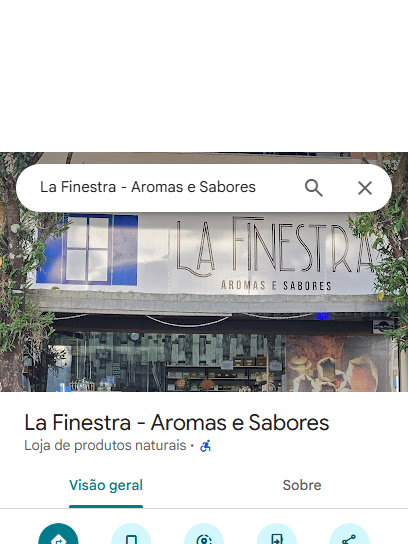 La Finestra - Aromas e Sabores
LA FINESTRA
AROMAS E SABORES
La Finestra - Aromas e Sabores
Loja de produtos naturais ·
Visão geral
Sobre